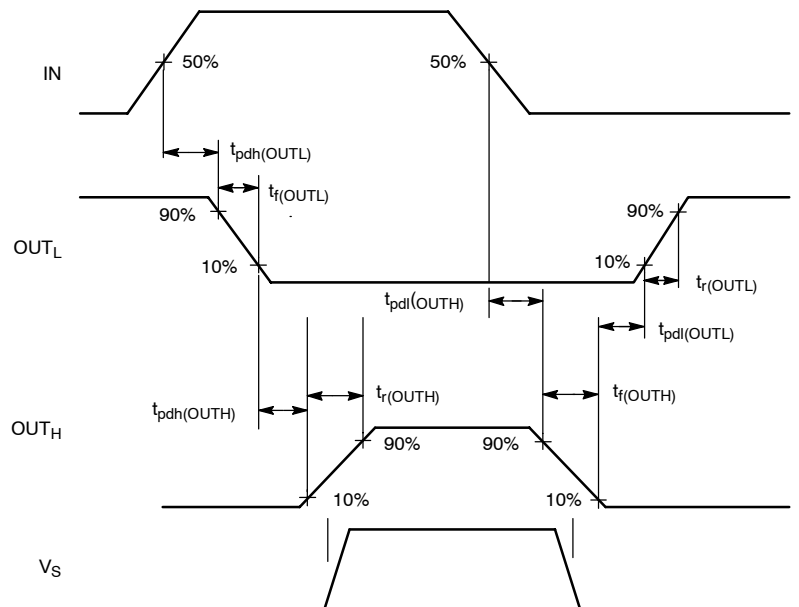 IN
50%
50%
tpdh(OUTL)
tf(OUTL)
90%
90%
OUTL
10%
10%
tr(OUTL)
tpdl(OUTH)
tpdl(OUTL)
tr(OUTH)
tf(OUTH)
tpdh(OUTH)
OUTH
90%
90%
10%
10%
VS